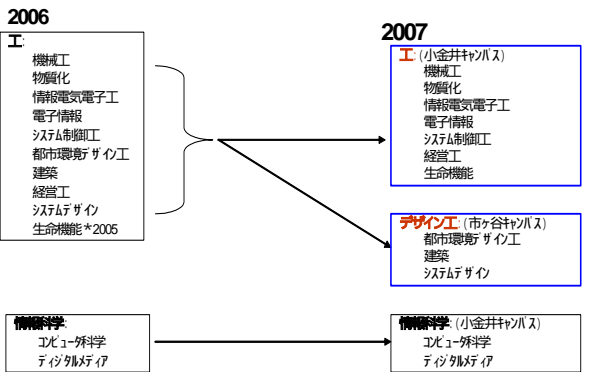 2006
工:
機械工
物質化
情報電気電子工
電子情報
システム制御工
都市環境デザイン工
建築
経営工
システムデザイン
生命機能*2005
情報科学:
コンピュータ科学
ディジタルメディア
2007
工:(小金井キャンパス)
機械工
物質化
情報電気電子工
電子情報
システム制御工
経営工
生命機能
デザイン工:(市ヶ谷キャンパス)
都市環境デザイン工
建築
システムデザイン
情報科学:(小金井キャンパス)
コンピュータ科学
ディジタルメディア